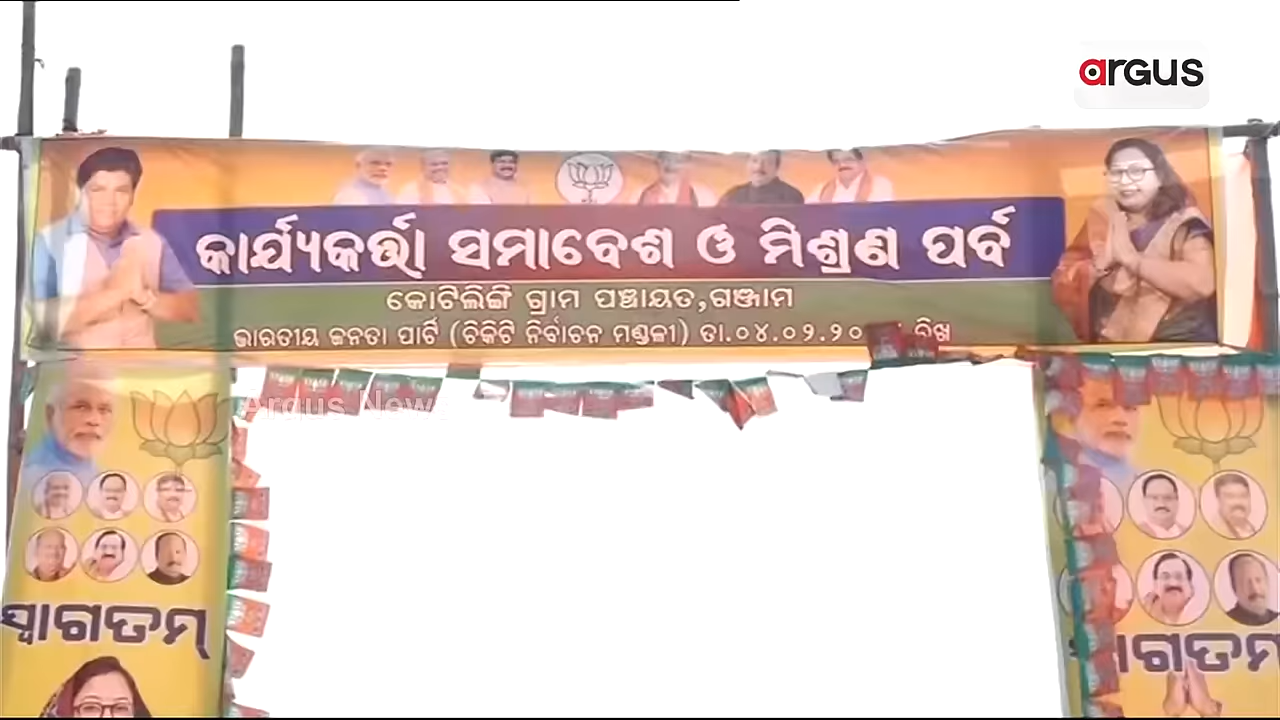 argus
କାର୍ଯ୍ୟକର୍ତ୍ତା ସମାବେଶ ଓ ମିଶ୍ରଣ ପର୍ବ
କୋଟିଲିଙ୍ଗି ଗ୍ରାମ ପଞ୍ଚାୟତ,ଗଞ୍ଜାମ
ଭାରତୀୟ ଜନତା ପାର୍ଟି (ଚିକିଟି ନିର୍ବାଚନ ମଣ୍ଡଳୀ) ତା.୦୪.୦୨.୨୦ ରିଖ
Argus News
ସ୍ୱାଗତମ୍